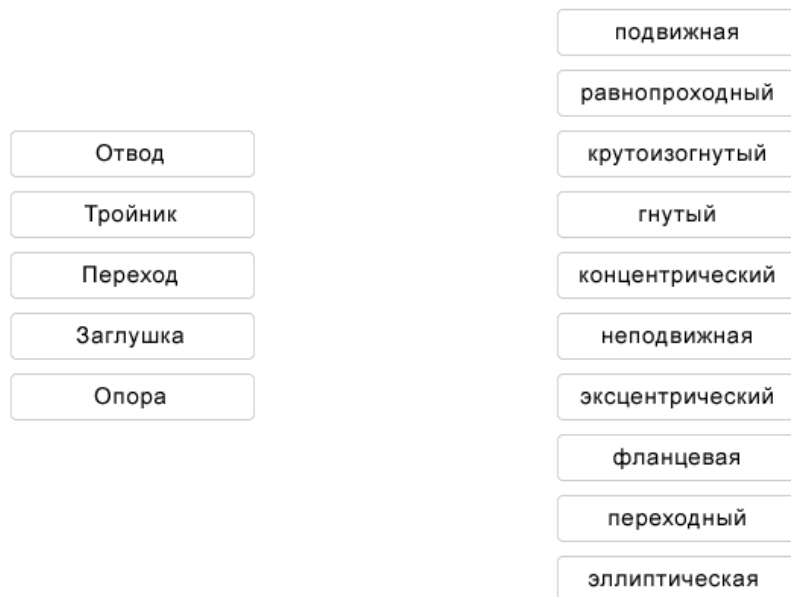 Отвод
Тройник
Переход
Заглушка
Опора
подвижная
равнопроходный
крутоизогнутый
гнутый
концентрический
неподвижная
эксцентрический
фланцевая
переходный
эллиптическая